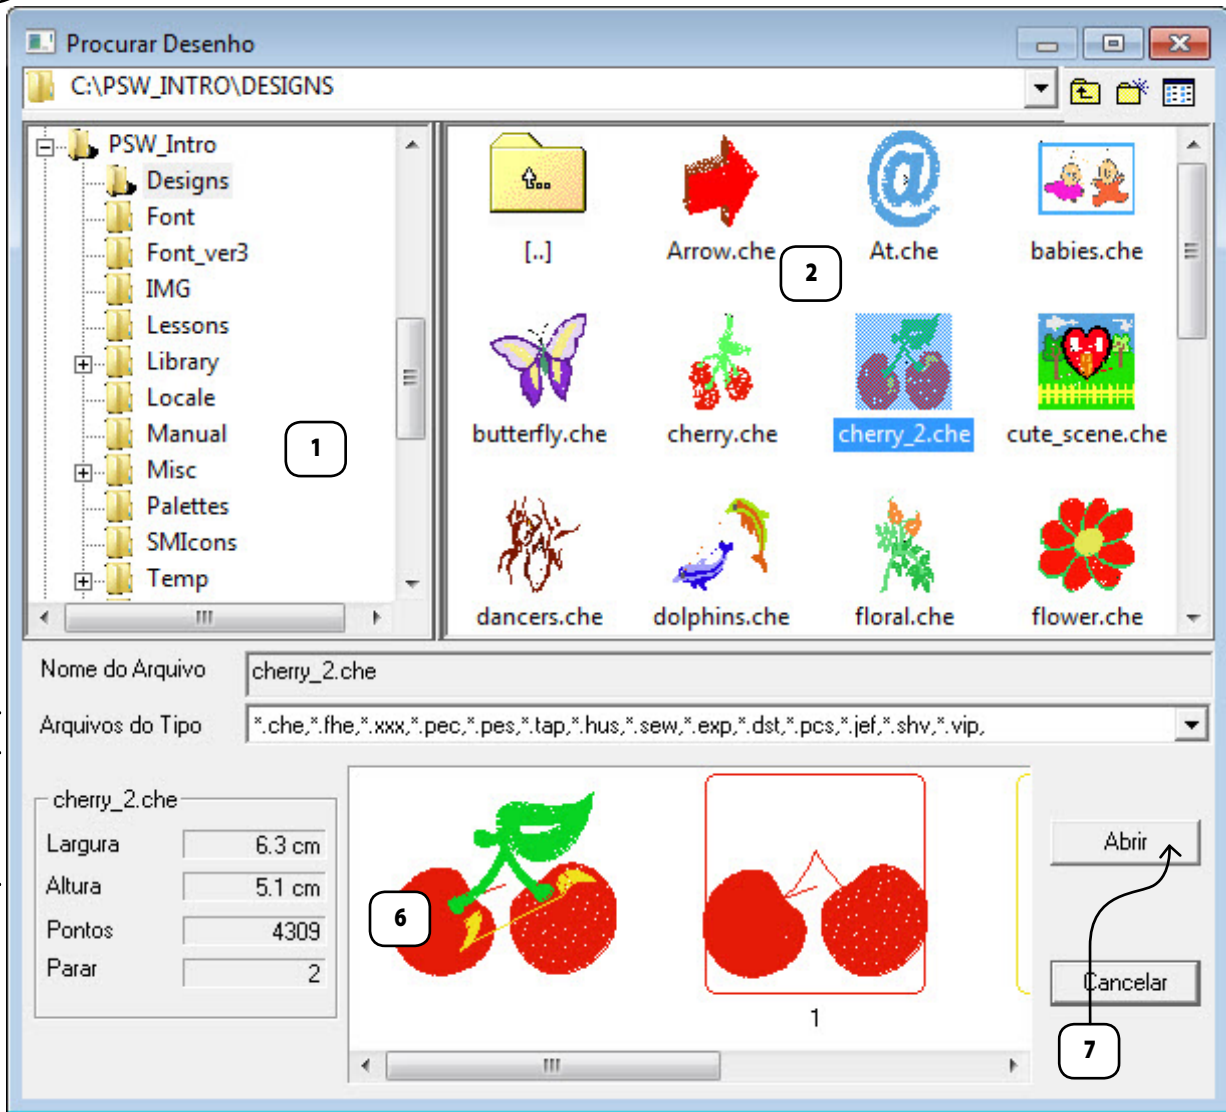 Procurar Desenho
C:\PSW_INTRO\DESIGNS
PSW_Intro
Designs
Font
Font_ver3
IMG
Lessons
Library
Locale
Manual
Misc
Palettes
SMIcons
Temp
1
[..]
Arrow.che
At.che
babies.che
2
butterfly.che
cherry.che
cherry_2.che
cute_scene.che
dancers.che
dolphins.che
floral.che
flower.che
Nome do Arquivo
cherry_2.che
Arquivos do Tipo
*.che,*.fhe,*.xxx,*.pec,*.pes,*.tap,*.hus,*.sew,*.exp,*.dst,*.pcs,*.jef,*.shv,*.vip,
cherry_2.che
Largura 6.3 cm
Altura 5.1 cm
Pontos 4309
Parar 2
6
1
Abrir
Cancelar
7